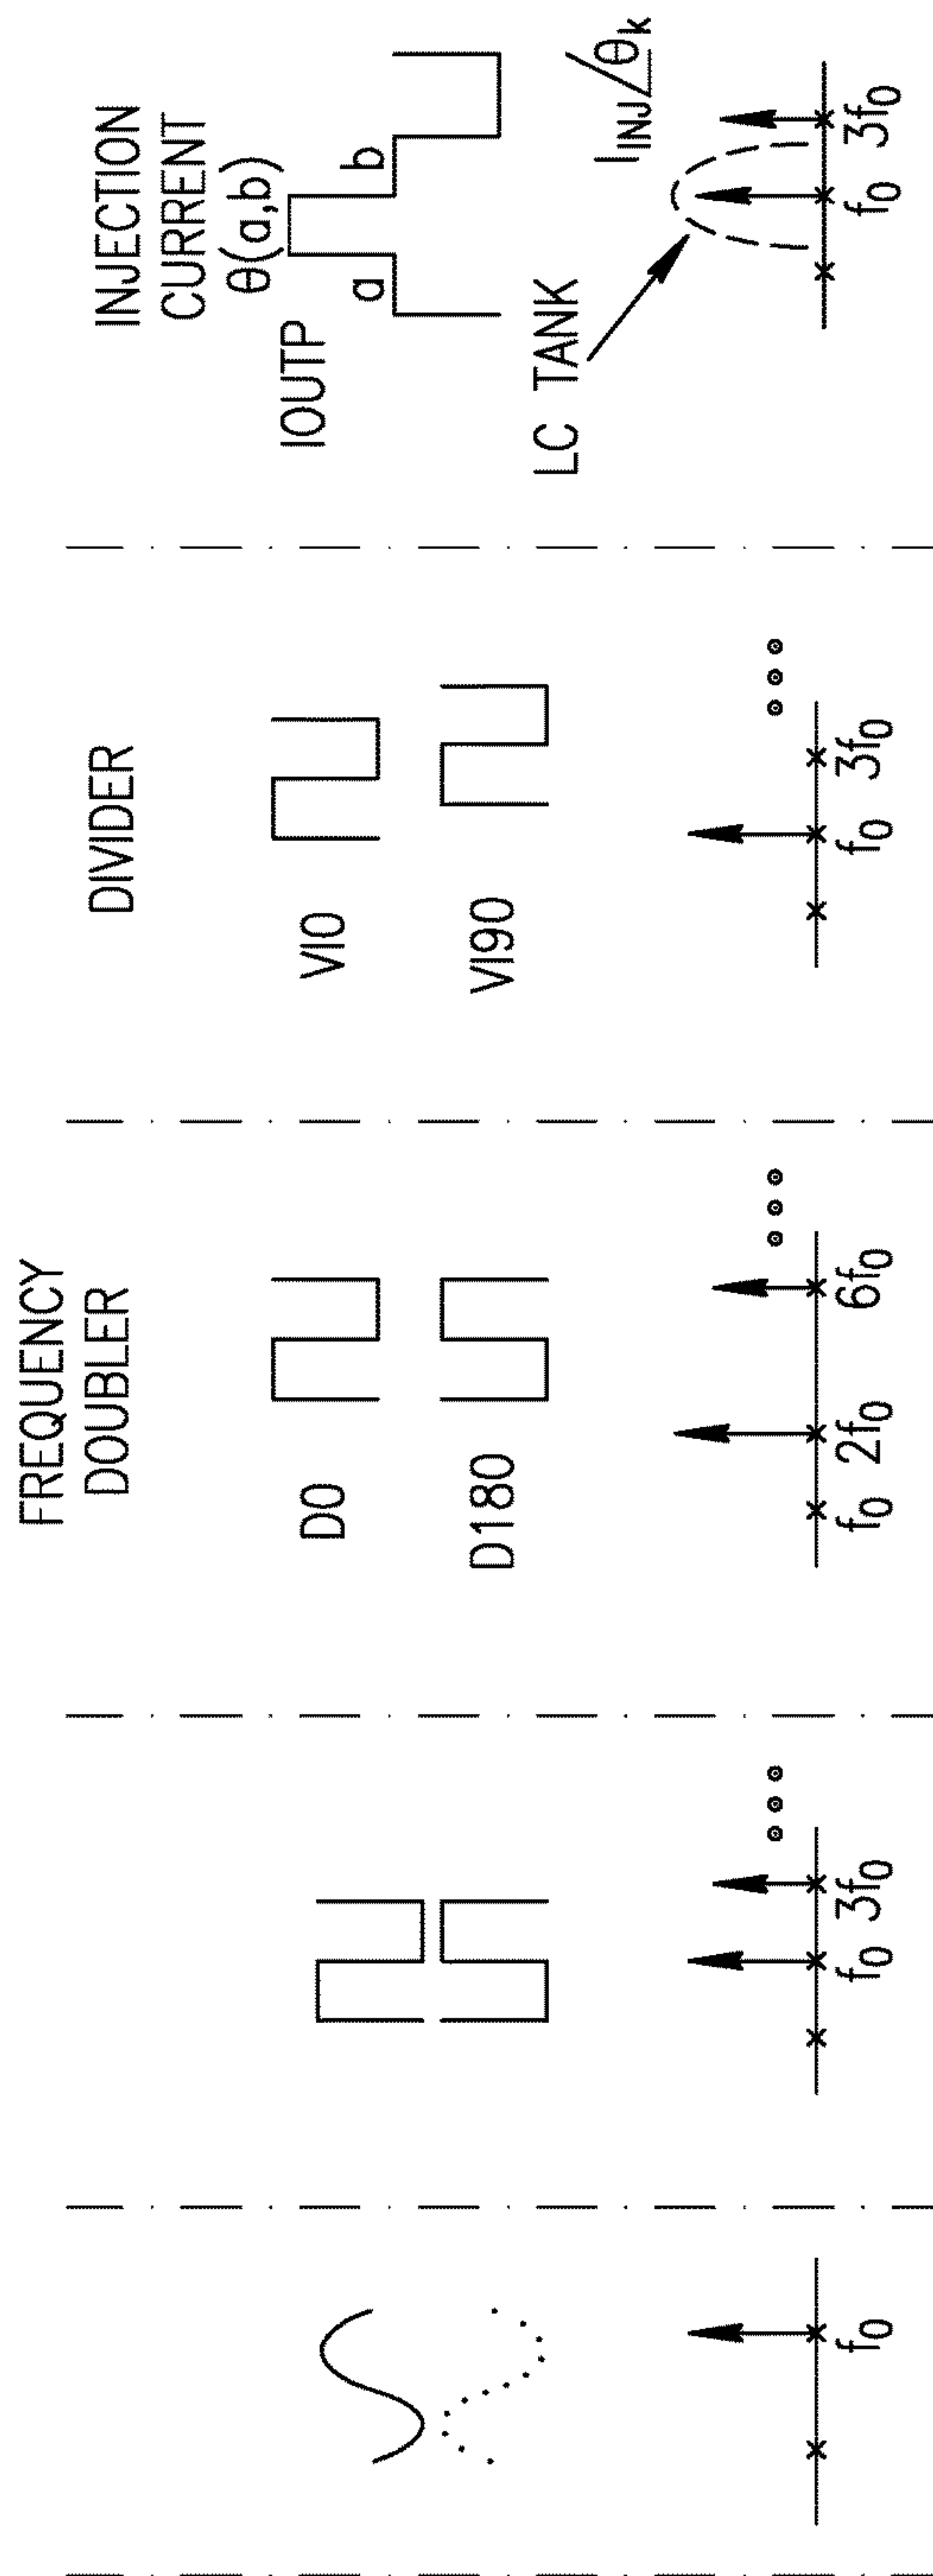 f0
f0 3f0
FREQUENCY
DOUBLER
D0
D180
f0 2f0 6f0
DIVIDER
VI0
VI90
f0 3f0
INJECTION
CURRENT
θ(a,b)
IOUTP
a b
LC TANK
IINJ∠θk
f0 3f0